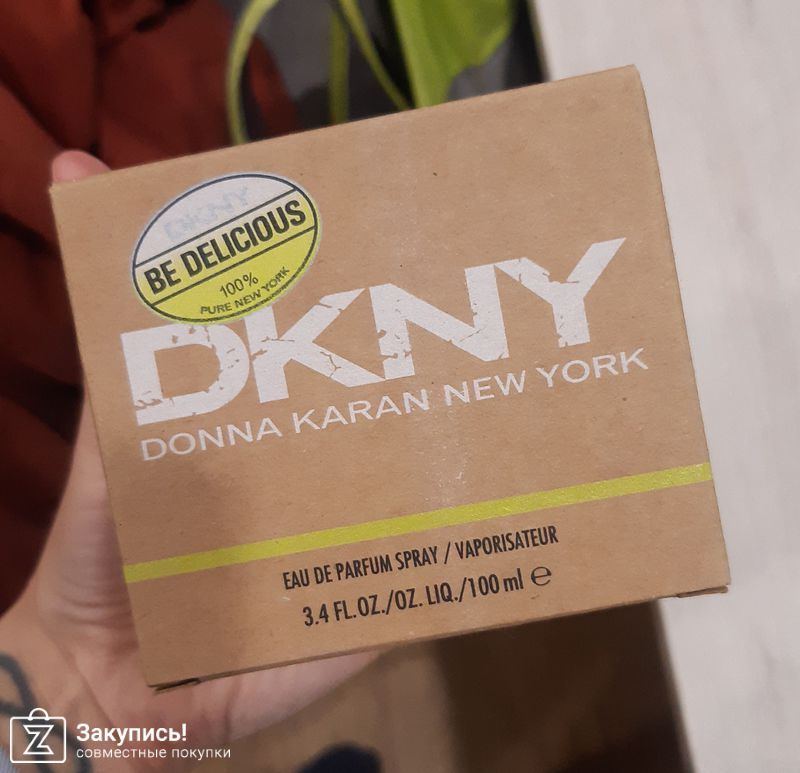 DKNY
BE DELICIOUS
100%
PURE NEW YORK
DKNY
DONNA KARAN NEW YORK
EAU DE PARFUM SPRAY / VAPORISATEUR
3.4 FL.OZ./OZ. LIQ./100 ml ℮
Закупись!
совместные покупки